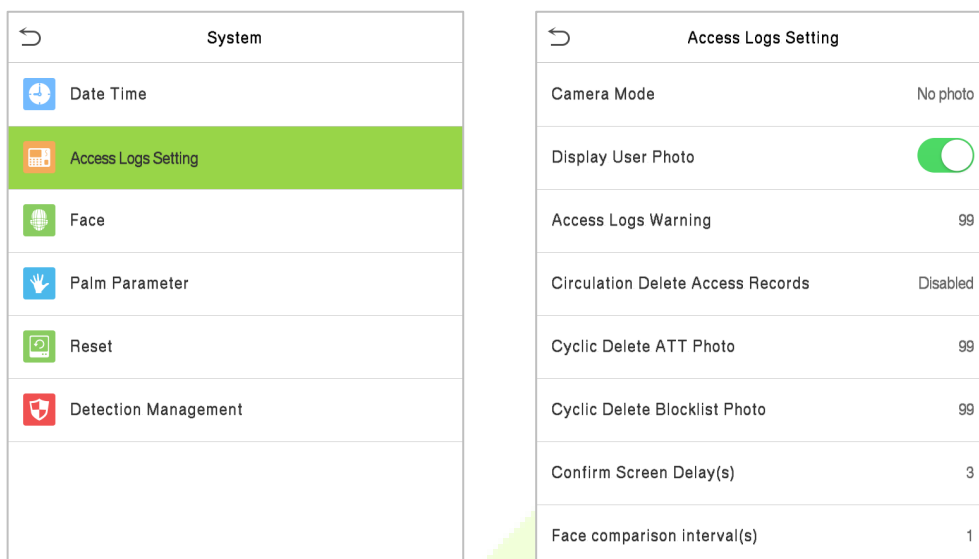 System
Date Time
Access Logs Setting
Face
Palm Parameter
Reset
Detection Management
Access Logs Setting
Camera Mode No photo
Display User Photo
Access Logs Warning 99
Circulation Delete Access Records Disabled
Cyclic Delete ATT Photo 99
Cyclic Delete Blocklist Photo 99
Confirm Screen Delay(s) 3
Face comparison interval(s) 1